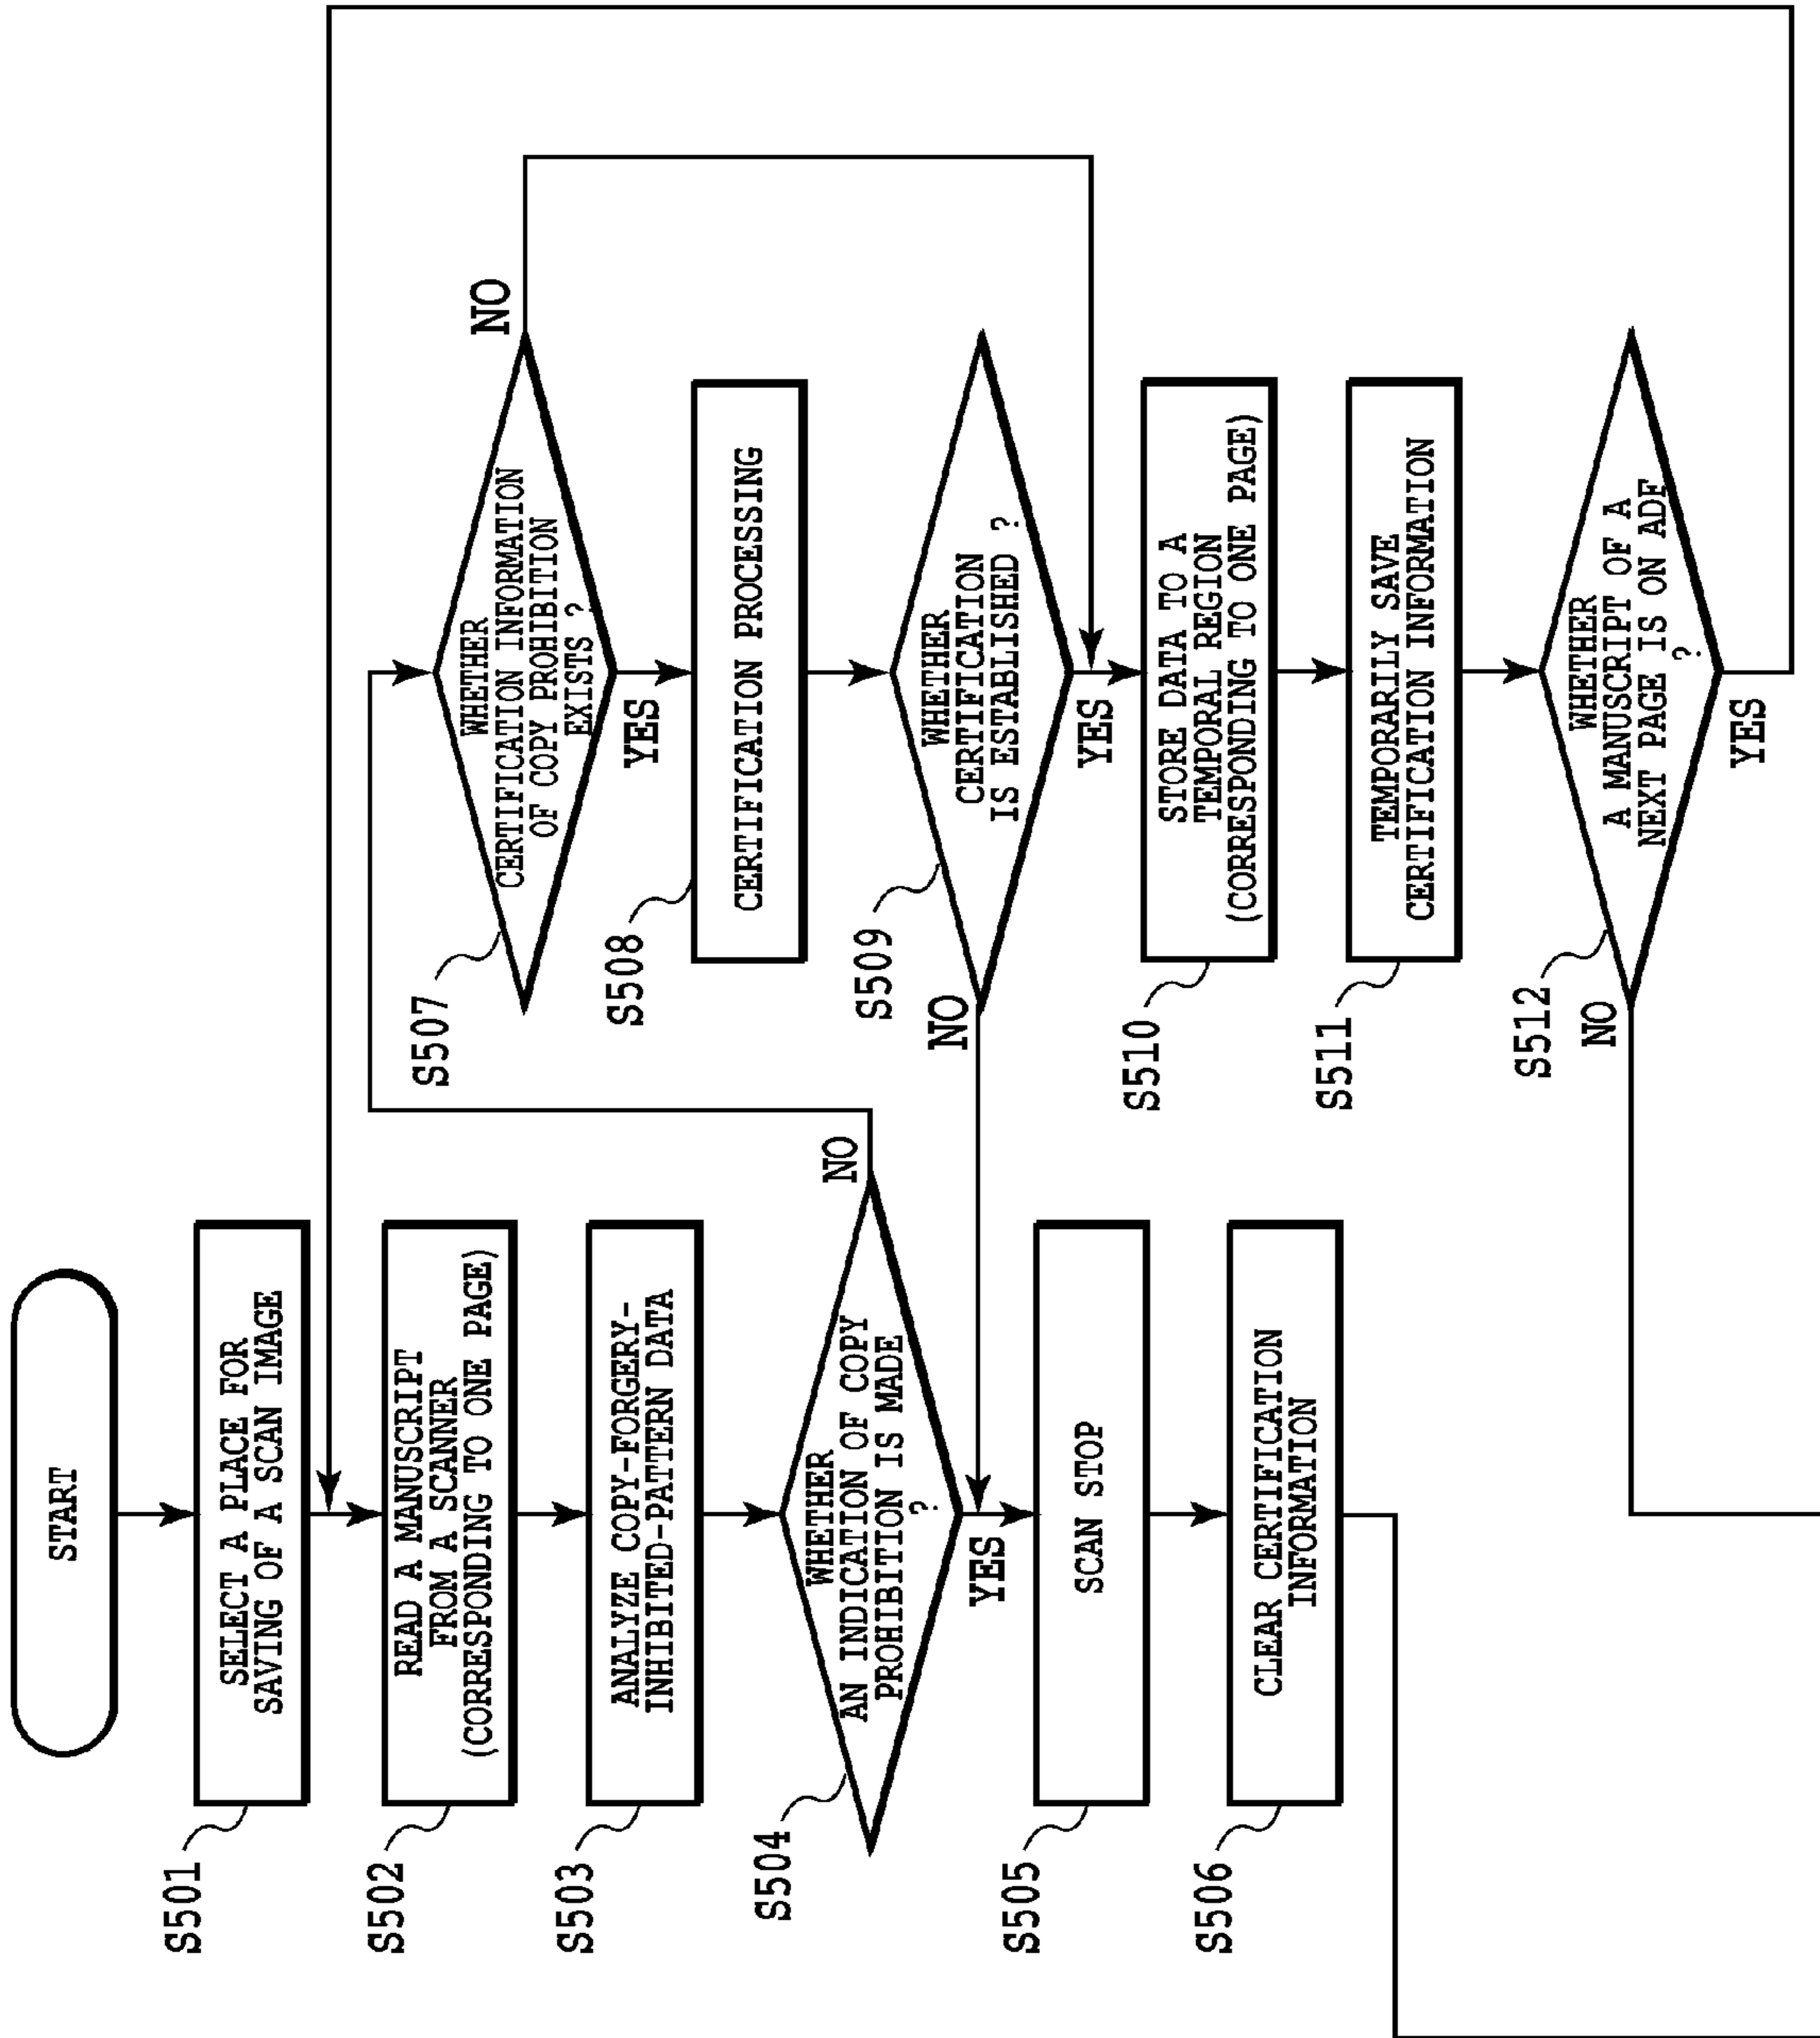 START
S501
SELECT A PLACE FOR
SAVING OF A SCAN IMAGE
S502
READ A MANUSCRIPT
FROM A SCANNER
(CORRESPONDING TO ONE PAGE)
S503
ANALYZE COPY-FORGERY-
INHIBITED-PATTERN DATA
S504
WHETHER
AN INDICATION OF COPY
PROHIBITION IS MADE
?
NO
YES
S505
SCAN STOP
S506
CLEAR CERTIFICATION
INFORMATION
S507
WHETHER
CERTIFICATION INFORMATION
OF COPY PROHIBITION
EXISTS ?
NO
YES
S508
CERTIFICATION PROCESSING
S509
WHETHER
CERTIFICATION
IS ESTABLISHED ?
NO
YES
S510
STORE DATA TO A
TEMPORAL REGION
(CORRESPONDING TO ONE PAGE)
S511
TEMPORARILY SAVE
CERTIFICATION INFORMATION
S512
WHETHER
A MANUSCRIPT OF A
NEXT PAGE IS ON ADF
?
NO
YES